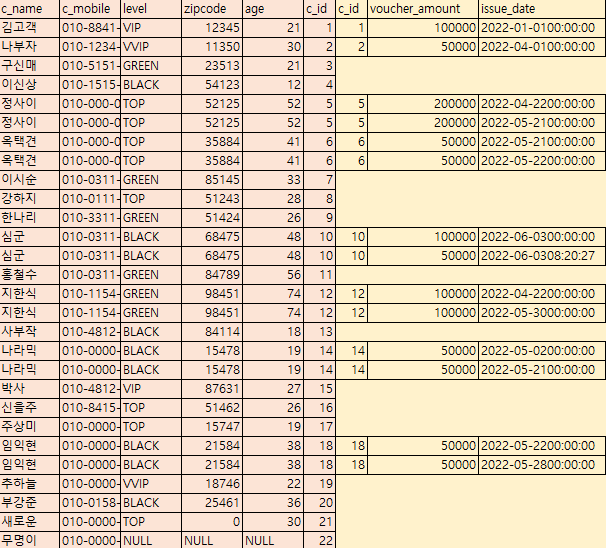 c_name c_mobile level zipcode age c_id c_id voucher_amount issue_date
김고객 010-8841- VIP 12345 21 1 1 100000 2022-01-0100:00:00
나부자 010-1234- VVIP 11350 30 2 2 50000 2022-04-0100:00:00
구신매 010-5151- GREEN 23513 21 3
이신상 010-1515- BLACK 54123 12 4
정사이 010-000-0 TOP 52125 52 5 5 200000 2022-04-2200:00:00
정사이 010-000-0 TOP 52125 52 5 5 200000 2022-05-2100:00:00
옥택견 010-000-0 TOP 35884 41 6 6 50000 2022-05-2100:00:00
옥택견 010-000-0 TOP 35884 41 6 6 50000 2022-05-2200:00:00
이시순 010-0311- GREEN 85145 33 7
강하지 010-0111- TOP 51243 28 8
한나리 010-3311- GREEN 51424 26 9
심군 010-0311- BLACK 68475 48 10 10 100000 2022-06-0300:00:00
심군 010-0311- BLACK 68475 48 10 10 50000 2022-06-0308:20:27
홍철수 010-0311- GREEN 84789 56 11
지한식 010-1154- GREEN 98451 74 12 12 100000 2022-04-2200:00:00
지한식 010-1154- GREEN 98451 74 12 12 100000 2022-05-3000:00:00
사부작 010-4812- BLACK 84114 18 13
나라믹 010-0000- BLACK 15478 19 14 14 50000 2022-05-0200:00:00
나라믹 010-0000- BLACK 15478 19 14 14 50000 2022-05-2100:00:00
박사 010-4812- VIP 87631 27 15
신을주 010-8415- TOP 51462 26 16
주상미 010-0000- TOP 15747 19 17
임익현 010-0000- BLACK 21584 38 18 18 50000 2022-05-2200:00:00
임익현 010-0000- BLACK 21584 38 18 18 50000 2022-05-2800:00:00
추하늘 010-0000- VVIP 18746 22 19
부강준 010-0158- BLACK 25461 36 20
새로운 010-0000- TOP 0 30 21
무명이 010-0000- NULL NULL NULL 22